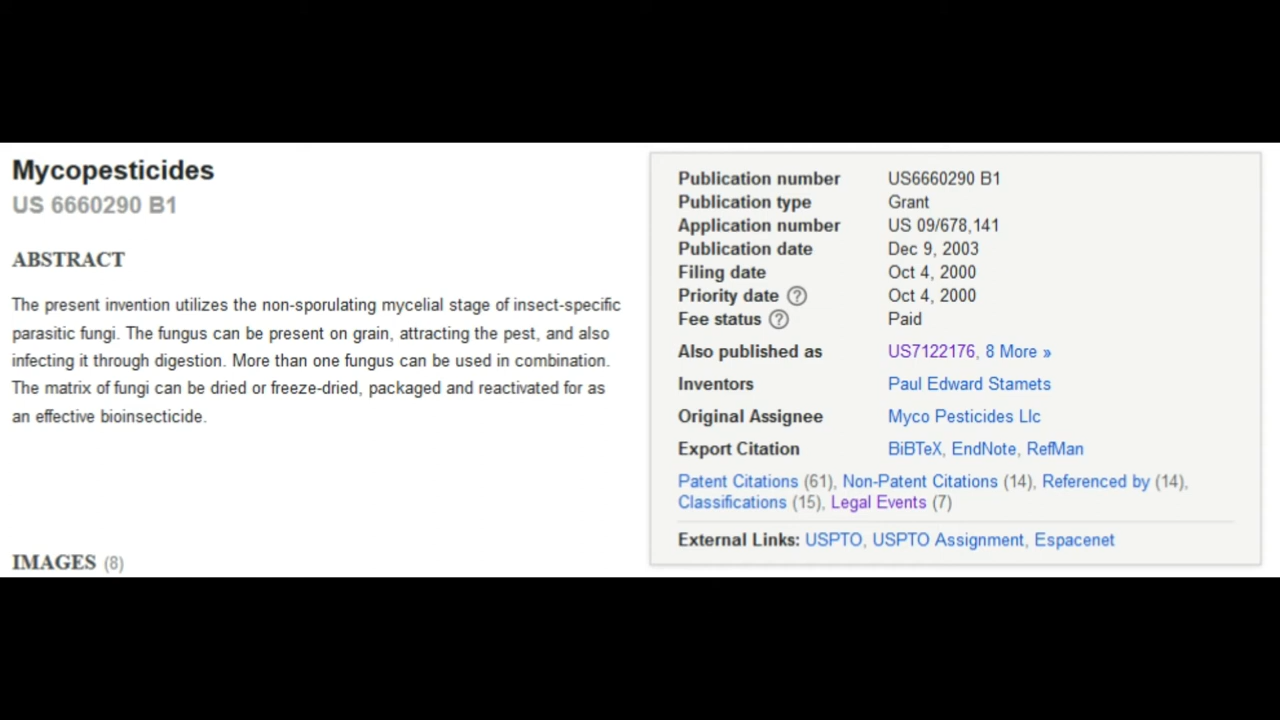 Mycopesticides
US 6660290 B1
ABSTRACT
The present invention utilizes the non-sporulating mycelial stage of insect-specific
parasitic fungi. The fungus can be present on grain, attracting the pest, and also
infecting it through digestion. More than one fungus can be used in combination.
The matrix of fungi can be dried or freeze-dried, packaged and reactivated for as
an effective bioinsecticide.
IMAGES (8)
Publication number US6660290 B1
Publication type Grant
Application number US 09/678,141
Publication date Dec 9, 2003
Filing date Oct 4, 2000
Priority date ? Oct 4, 2000
Fee status ? Paid
Also published as US7122176, 8 More »
Inventors Paul Edward Stamets
Original Assignee Myco Pesticides Llc
Export Citation BiBTeX, EndNote, RefMan
Patent Citations (61), Non-Patent Citations (14), Referenced by (14),
Classifications (15), Legal Events (7)
External Links: USPTO, USPTO Assignment, Espacenet